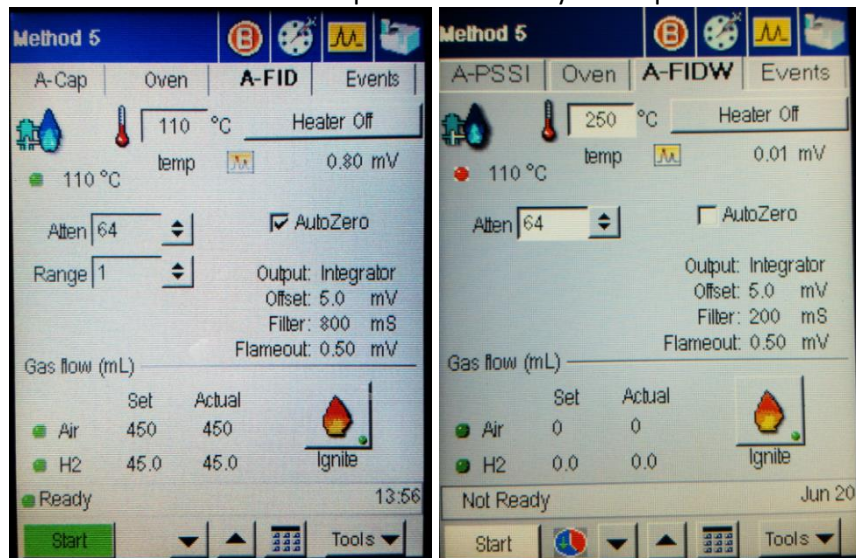 Method 5
A-Cap Oven A-FID Events
110 °C Heater Off
temp 0.80 mV
110 °C
Atten 64 AutoZero
Range 1 Output: Integrator
Offset: 5.0 mV
Filter: 800 mS
Flameout: 0.50 mV
Gas flow (mL)
Set Actual
Air 450 450
H2 45.0 45.0 Ignite
Ready 13:56
Start Tools
Method 5
A-PSSI Oven A-FIDW Events
250 °C Heater Off
temp 0.01 mV
110 °C
Atten 64 AutoZero
Output: Integrator
Offset: 5.0 mV
Filter: 200 mS
Flameout: 0.50 mV
Gas flow (mL)
Set Actual
Air 0 0
H2 0.0 0.0 Ignite
Not Ready Jun 20
Start Tools